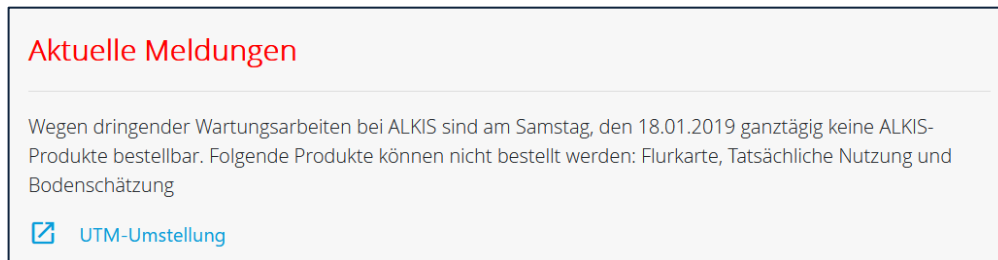 Aktuelle Meldungen
Wegen dringender Wartungsarbeiten bei ALKIS sind am Samstag, den 18.01.2019 ganztägig keine ALKIS-
Produkte bestellbar. Folgende Produkte können nicht bestellt werden: Flurkarte, Tatsächliche Nutzung und
Bodenschätzung
UTM-Umstellung